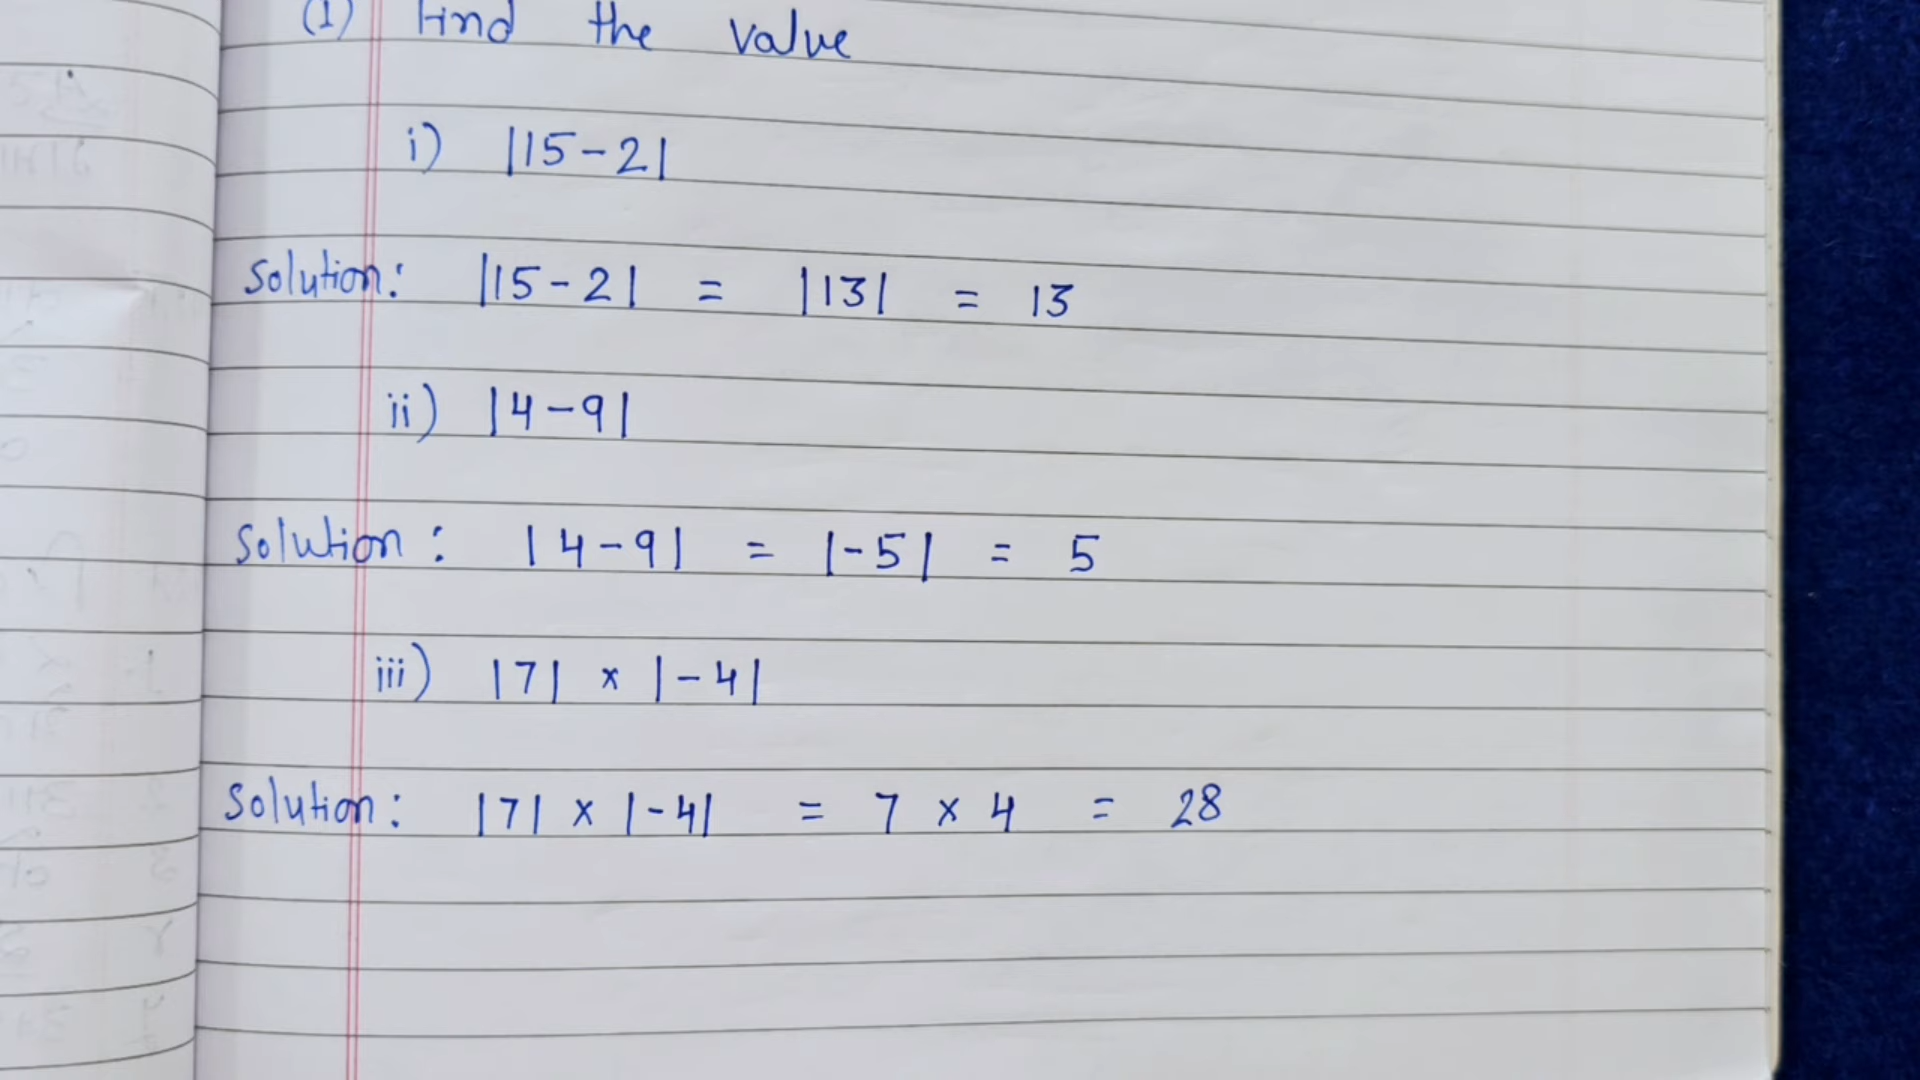 (1) Find the value
i) |15-2|
Solution: |15-2| = |13| = 13
ii) |4-9|
Solution: |4-9| = |-5| = 5
iii) |7| × |-4|
Solution: |7| × |-4| = 7 × 4 = 28